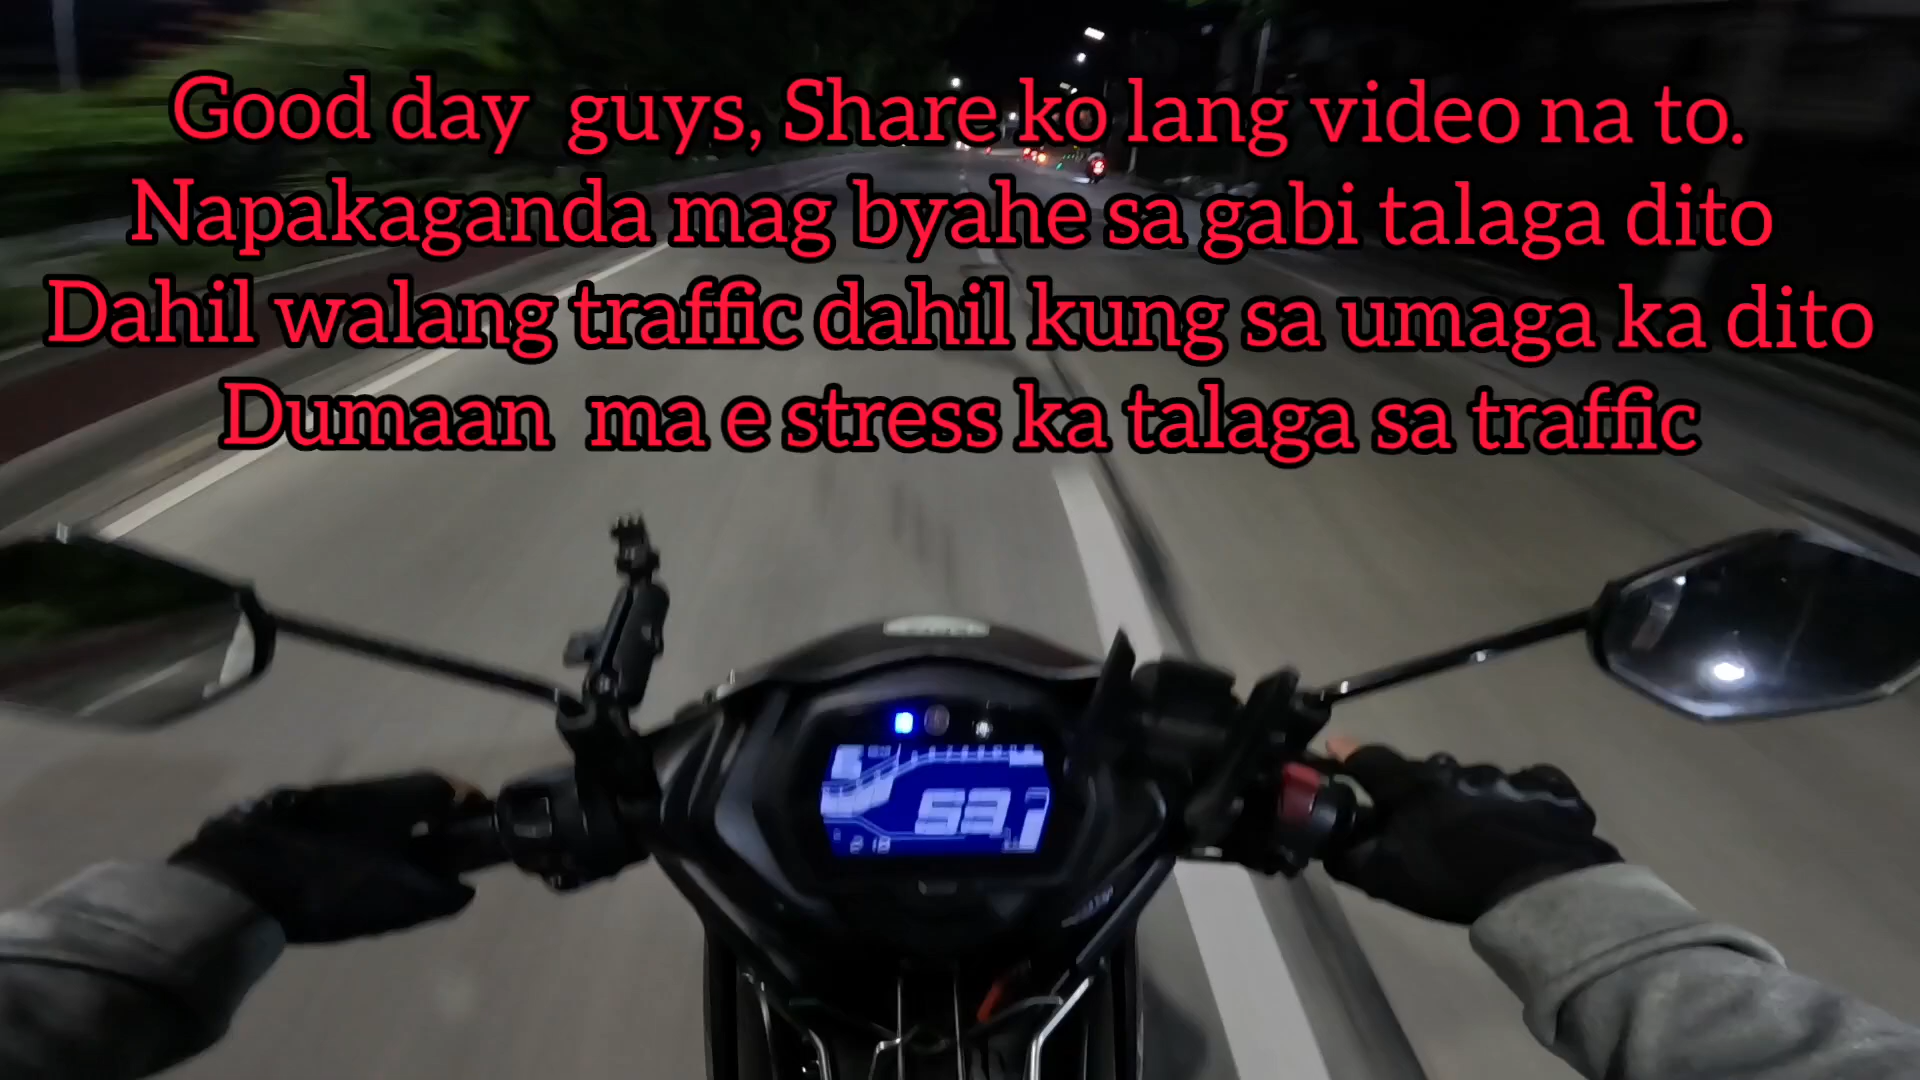 Good day guys, Share ko lang video na to.
Napakaganda mag byahe sa gabi talaga dito
Dahil walang traffic dahil kung sa umaga ka dito
Dumaan ma e stress ka talaga sa traffic